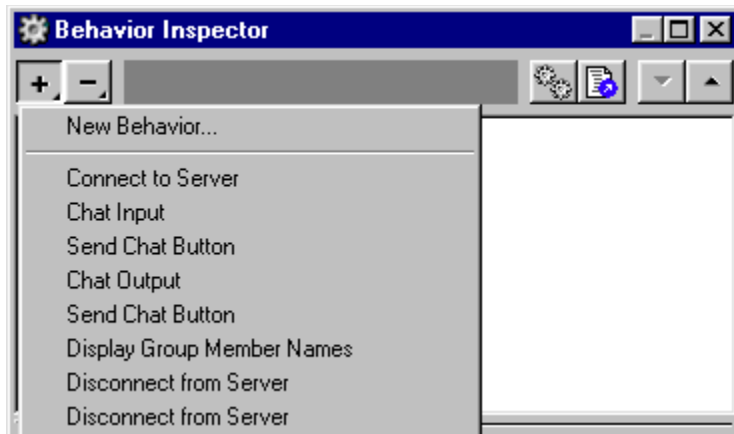 Behavior Inspector
New Behavior...
Connect to Server
Chat Input
Send Chat Button
Chat Output
Send Chat Button
Display Group Member Names
Disconnect from Server
Disconnect from Server